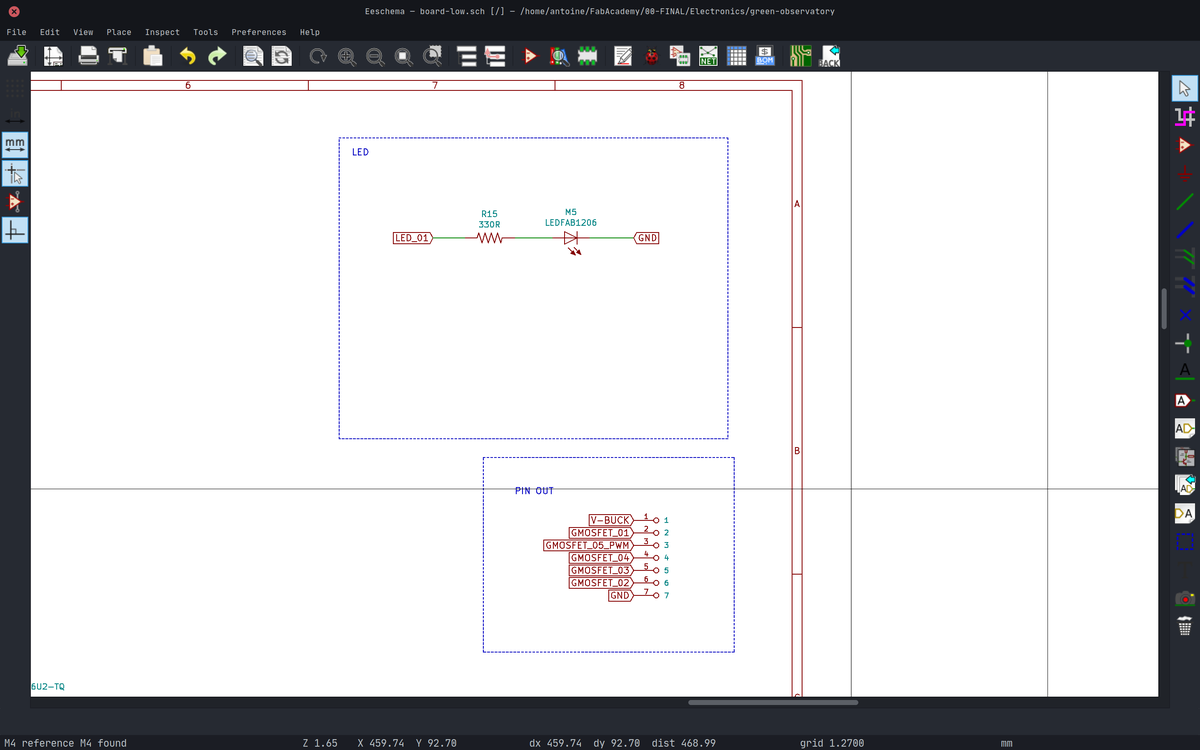 Eeschema — board-low.sch [/] — /home/antoine/FabAcademy/00-FINAL/Electronics/green-observatory
File Edit View Place Inspect Tools Preferences Help
NET
$
BOM
BACK
6 7 8
mm
LED
A
R15
330R
M5
LEDFAB1206
LED_01
GND
B
PIN OUT
V-BUCK 1 1
GMOSFET_01 2 2
GMOSFET_05_PWM 3 3
GMOSFET_04 4 4
GMOSFET_03 5 5
GMOSFET_02 6 6
GND 7 7
A
A
AD
AD
DA
6U2-TQ
C
M4 reference M4 found
Z 1.65
X 459.74 Y 92.70
dx 459.74 dy 92.70 dist 468.99
grid 1.2700
mm